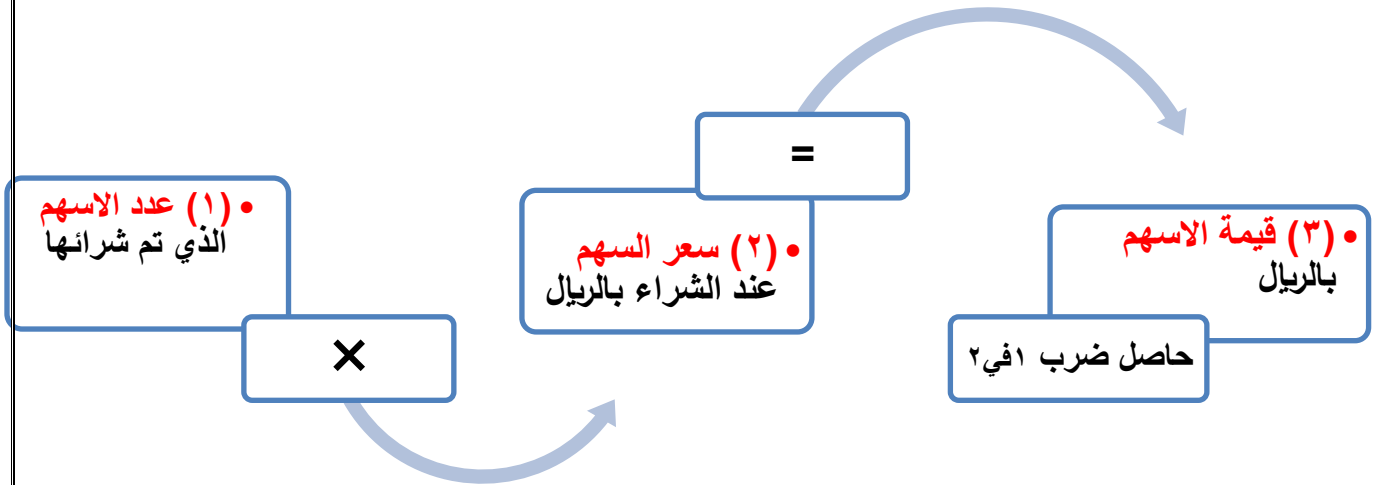 • (١) عدد الاسهم
الذي تم شرائها
×
• (٢) سعر السهم
عند الشراء بالريال
=
• (٣) قيمة الاسهم
بالريال
حاصل ضرب ١في٢